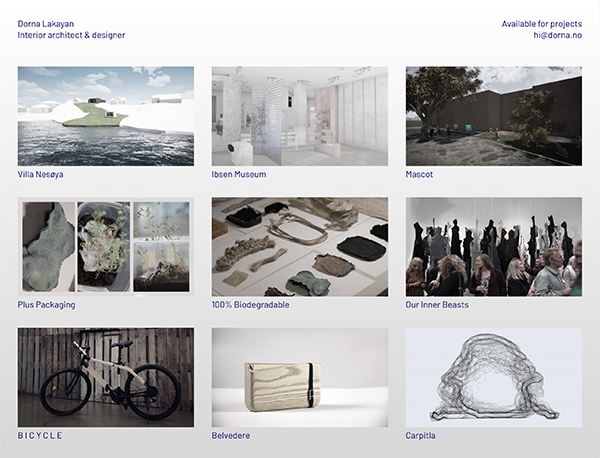 Dorna Lakayan
Interior architect & designer
Available for projects
hi@dorna.no
Villa Nesøya
Ibsen Museum
Mascot
Plus Packaging
100% Biodegradable
Our Inner Beasts
B I C Y C L E
Belvedere
Carpitla